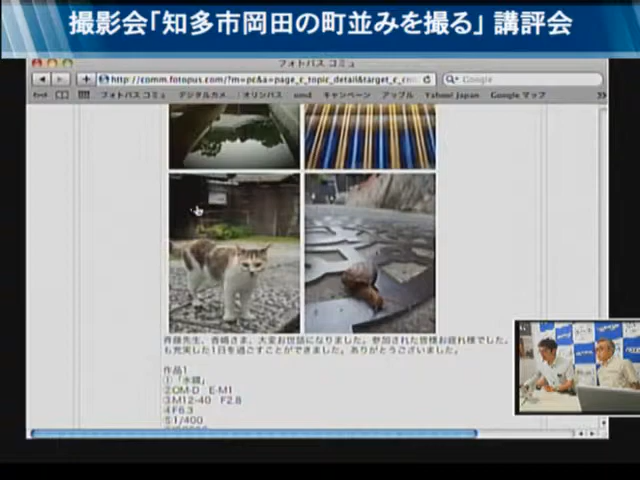 撮影会「知多市岡田の町並みを撮る」 講評会
フォトパス コミュ
http://comm.fotopus.com/?m=pc&a=page_c_topic_detail&target_c_com
Google
フォトパス コミュ デジタルカメ…|オリンパス smd キャンペーン アップル Yahoo! Japan Google マップ
斉藤先生、香嶋さま、大変お世話になりました。参加された皆様お疲れ様でした。
も充実した1日を過ごすことができました。ありがとうございました。
作品1
①「水鏡」
②OM-D E-M1
③M12-40 F2.8
④F6.3
⑤1/400